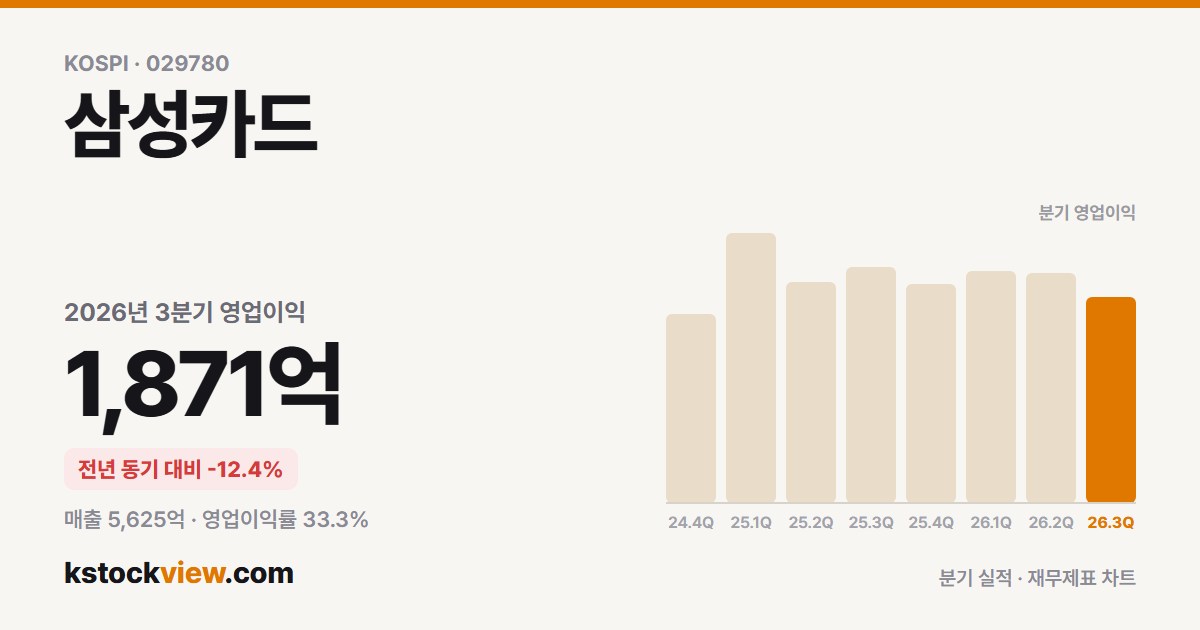 KOSPI · 029780
삼성카드
분기 영업이익
2026년 3분기 영업이익
1,871억
전년 동기 대비 -12.4%
매출 5,625억 · 영업이익률 33.3%
24.4Q 25.1Q 25.2Q 25.3Q 25.4Q 26.1Q 26.2Q 26.3Q
kstockview.com
분기 실적 · 재무제표 차트